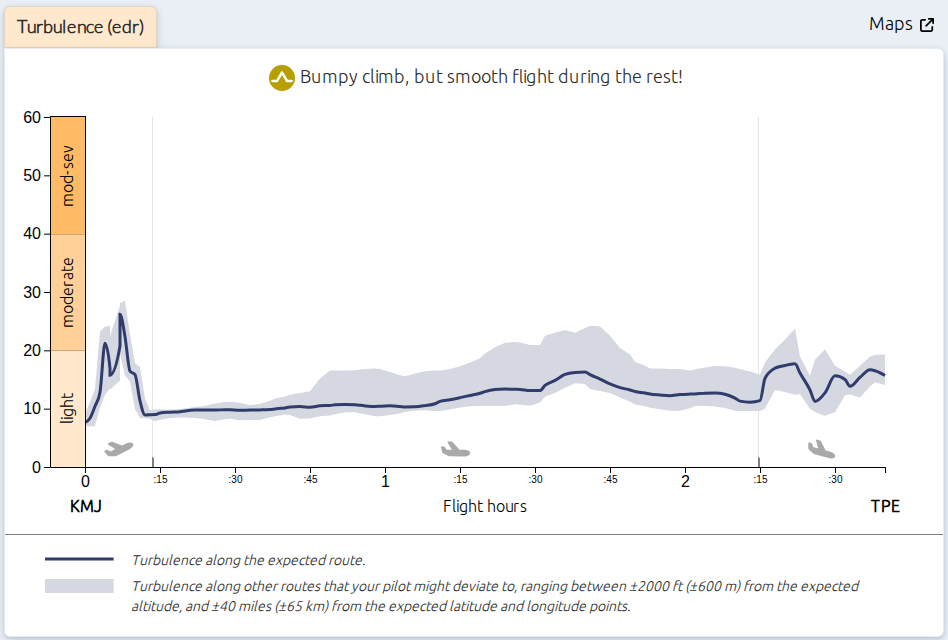 Turbulence (edr)
Maps
Bumpy climb, but smooth flight during the rest!
60
50
40
30
20
10
0
mod-sev
moderate
light
0 :15 :30 :45 1 :15 :30 :45 2 :15 :30
KMJ Flight hours TPE
Turbulence along the expected route.
Turbulence along other routes that your pilot might deviate to, ranging between ±2000 ft (±600 m) from the expected
altitude, and ±40 miles (±65 km) from the expected latitude and longitude points.